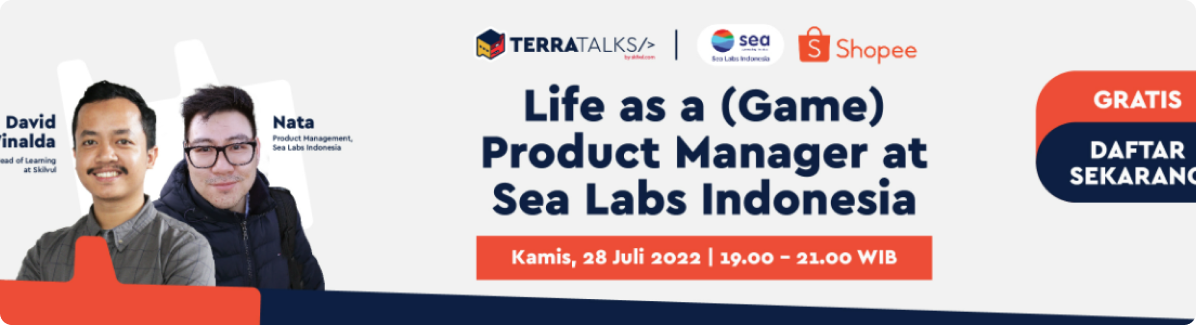 TERRATALKS/>
by skilvul.com
sea
Sea Labs Indonesia
Shopee
Life as a (Game)
Product Manager at
Sea Labs Indonesia
Kamis, 28 Juli 2022 | 19.00 – 21.00 WIB
David
Vinalda
Head of Learning
at Skilvul
Nata
Product Management,
Sea Labs Indonesia
GRATIS
DAFTAR
SEKARANG